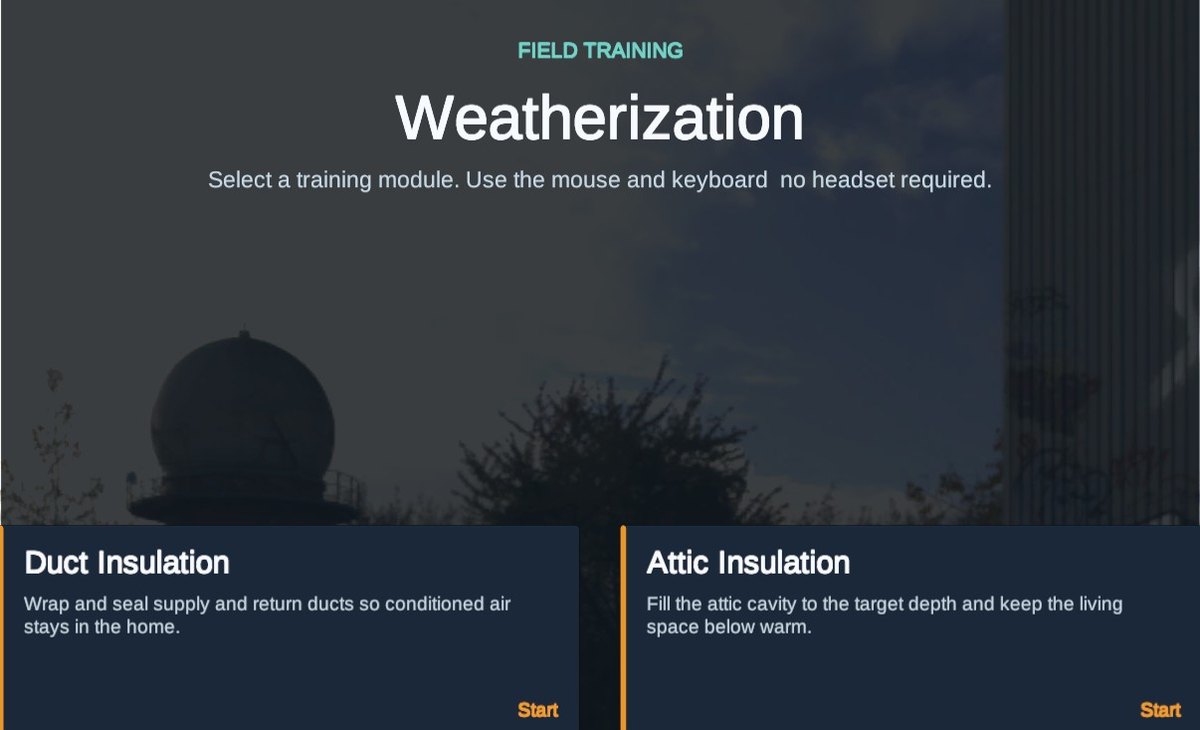 FIELD TRAINING
Weatherization
Select a training module. Use the mouse and keyboard  no headset required.
Duct Insulation
Wrap and seal supply and return ducts so conditioned air
stays in the home.
Start
Attic Insulation
Fill the attic cavity to the target depth and keep the living
space below warm.
Start